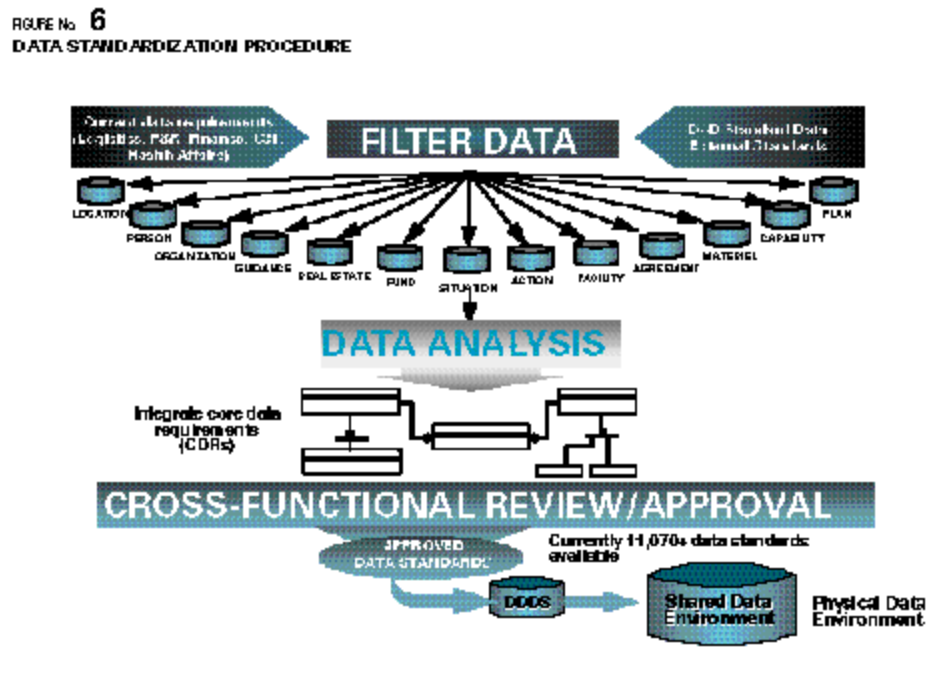 FIGURE No. 6
DATA STANDARDIZATION PROCEDURE
Current data requirements
(Logistics, P&R, Finance, C3I,
Health Affairs)
FILTER DATA
DoD Standard Data
External Standards
LOCATION
PERSON
ORGANIZATION
GUIDANCE
REAL ESTATE
FUND
SITUATION
ACTION
FACILITY
AGREEMENT
MATERIEL
CAPABILITY
PLAN
DATA ANALYSIS
Integrate core data
requirements
(CDRs)
CROSS-FUNCTIONAL REVIEW/APPROVAL
APPROVED
DATA STANDARDS
Currently 11,070+ data standards
available
DDDS
Shared Data
Environment
Physical Data
Environment